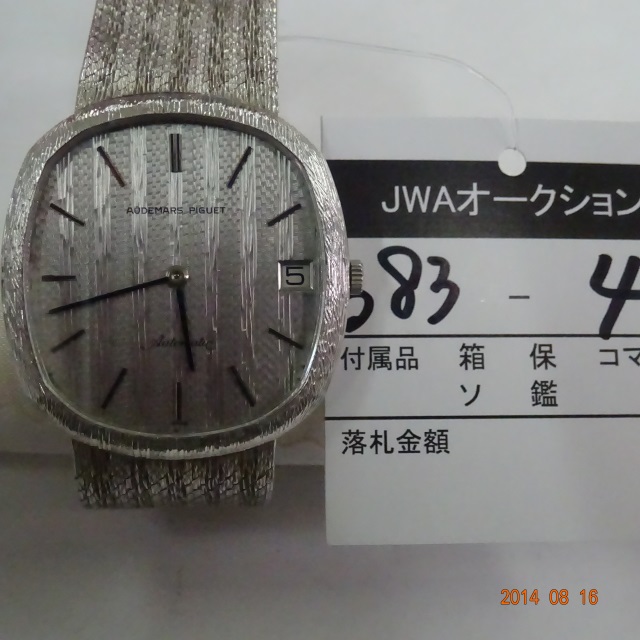 AUDEMARS PIGUET
5
Automatic
JWAオークション
383 - 4
付属品 箱 保 コマ
ソ 鑑
落札金額
2014 08 16